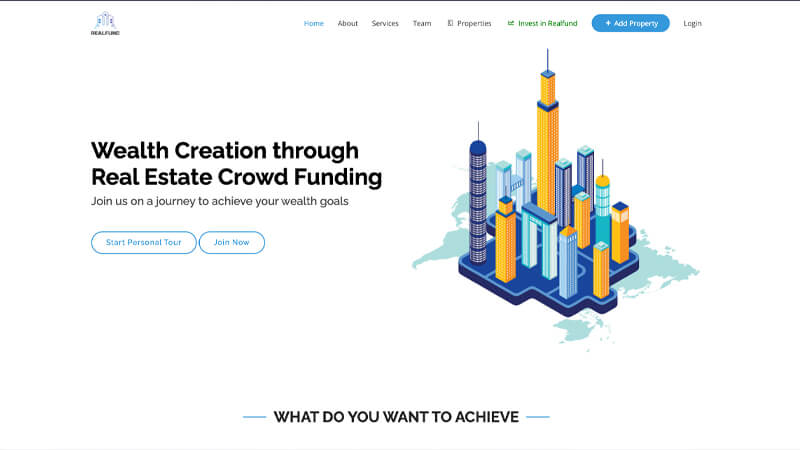 REALFUND
Home About Services Team Properties Invest in Realfund + Add Property Login
Wealth Creation through
Real Estate Crowd Funding
Join us on a journey to achieve your wealth goals
Start Personal Tour Join Now
WHAT DO YOU WANT TO ACHIEVE